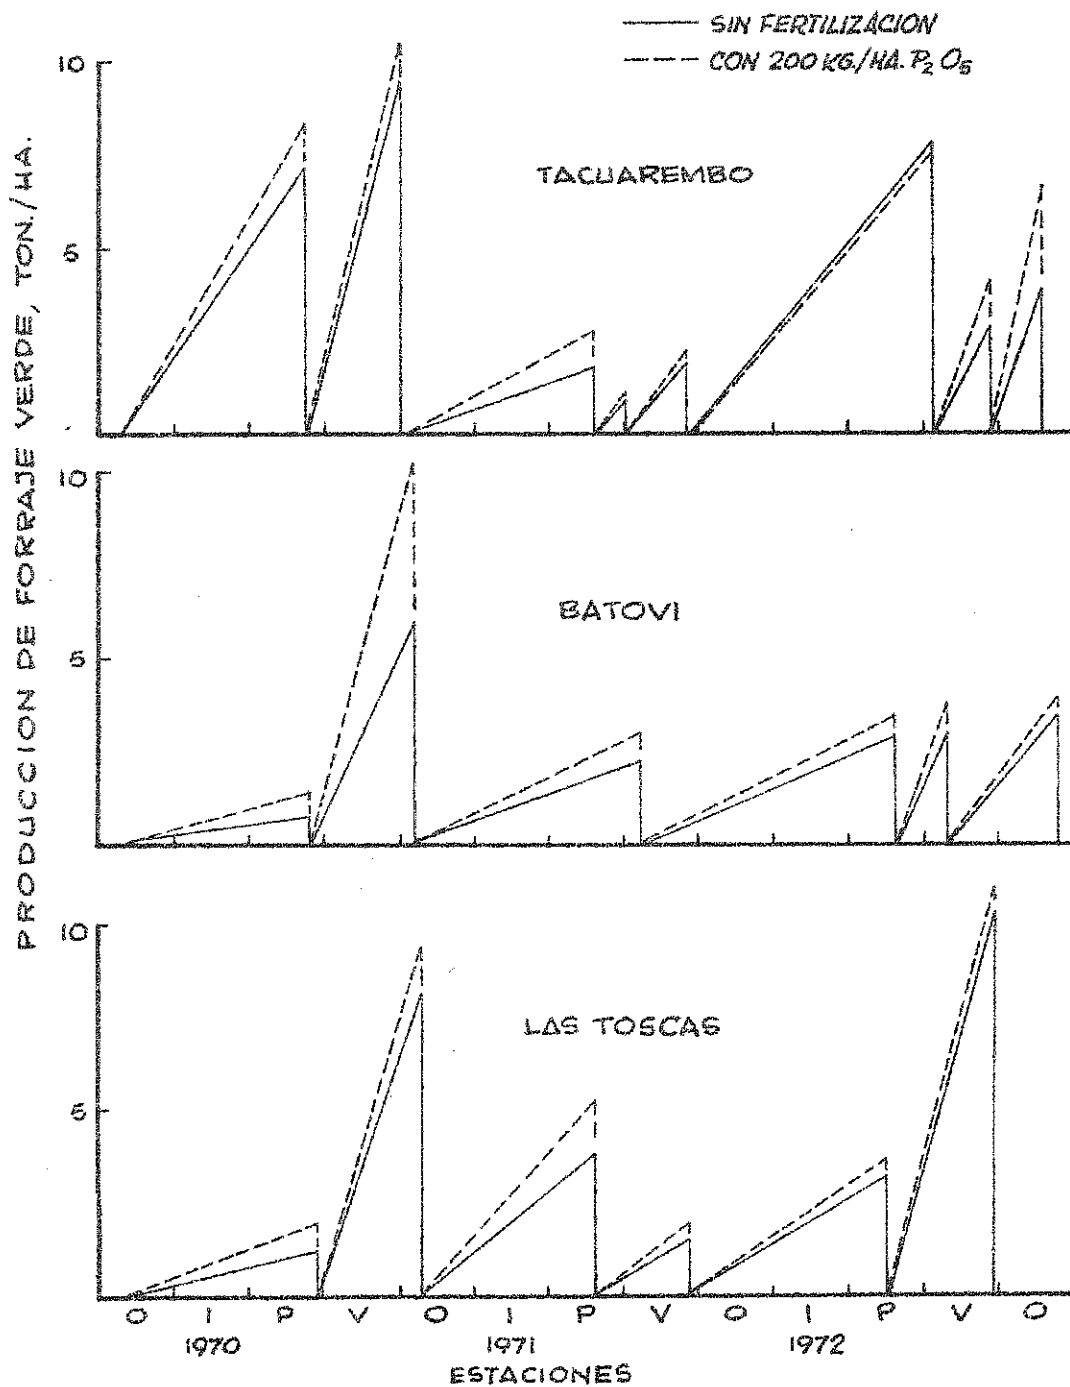 SIN FERTILIZACION
CON 200 KG./HA. P₂ O₅
PRODUCCION DE FORRAJE VERDE, TON./HA.
10
5
TACUAREMBO
10
5
BATOVI
10
5
LAS TOSCAS
O I P V O I P V O I P V O
1970 1971 1972
ESTACIONES